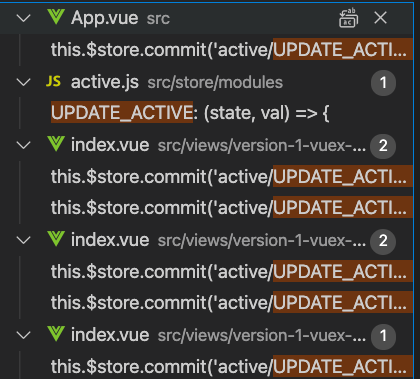 App.vue src
this.$store.commit('active/UPDATE_ACTI...
JS active.js src/store/modules 1
UPDATE_ACTIVE: (state, val) => {
index.vue src/views/version-1-vuex-... 2
this.$store.commit('active/UPDATE_ACTI...
this.$store.commit('active/UPDATE_ACTI...
index.vue src/views/version-1-vuex-... 2
this.$store.commit('active/UPDATE_ACTI...
this.$store.commit('active/UPDATE_ACTI...
index.vue src/views/version-1-vuex-... 1
this.$store.commit('active/UPDATE_ACTI...